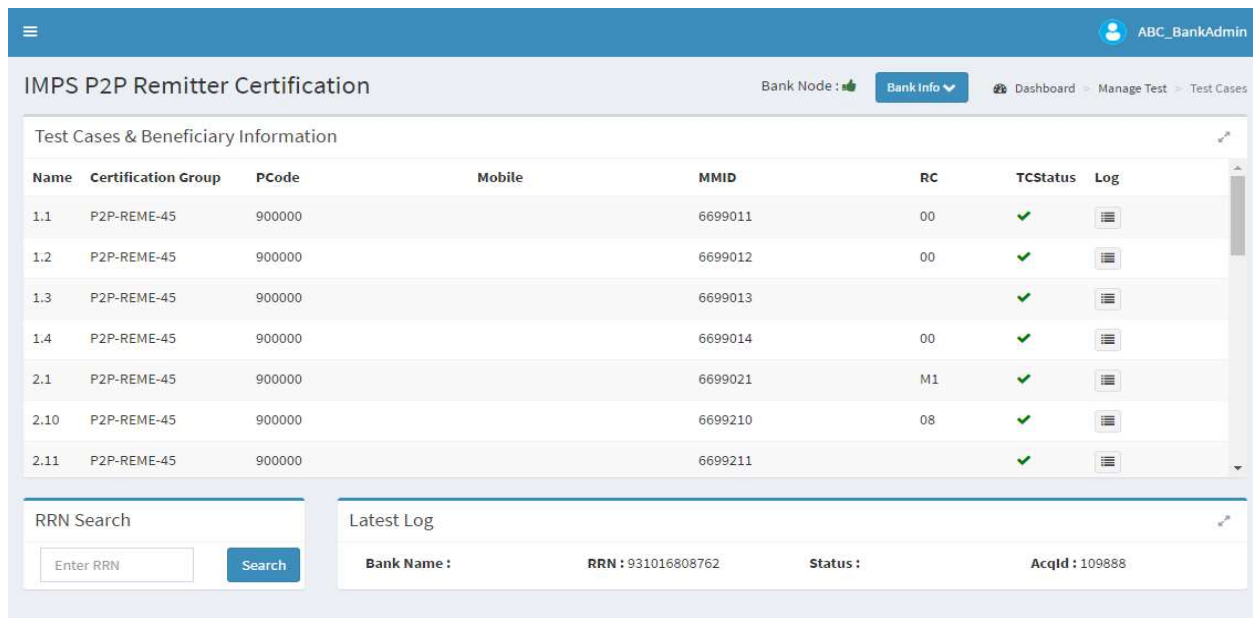 ABC_BankAdmin
IMPS P2P Remitter Certification
Bank Node : Bank Info Dashboard > Manage Test > Test Cases
Test Cases & Beneficiary Information
Name Certification Group PCode Mobile MMID RC TCStatus Log
1.1 P2P-REME-45 900000 6699011 00
1.2 P2P-REME-45 900000 6699012 00
1.3 P2P-REME-45 900000 6699013
1.4 P2P-REME-45 900000 6699014 00
2.1 P2P-REME-45 900000 6699021 M1
2.10 P2P-REME-45 900000 6699210 08
2.11 P2P-REME-45 900000 6699211
RRN Search
Enter RRN Search
Latest Log
Bank Name : RRN : 931016808762 Status : AcqId : 109888